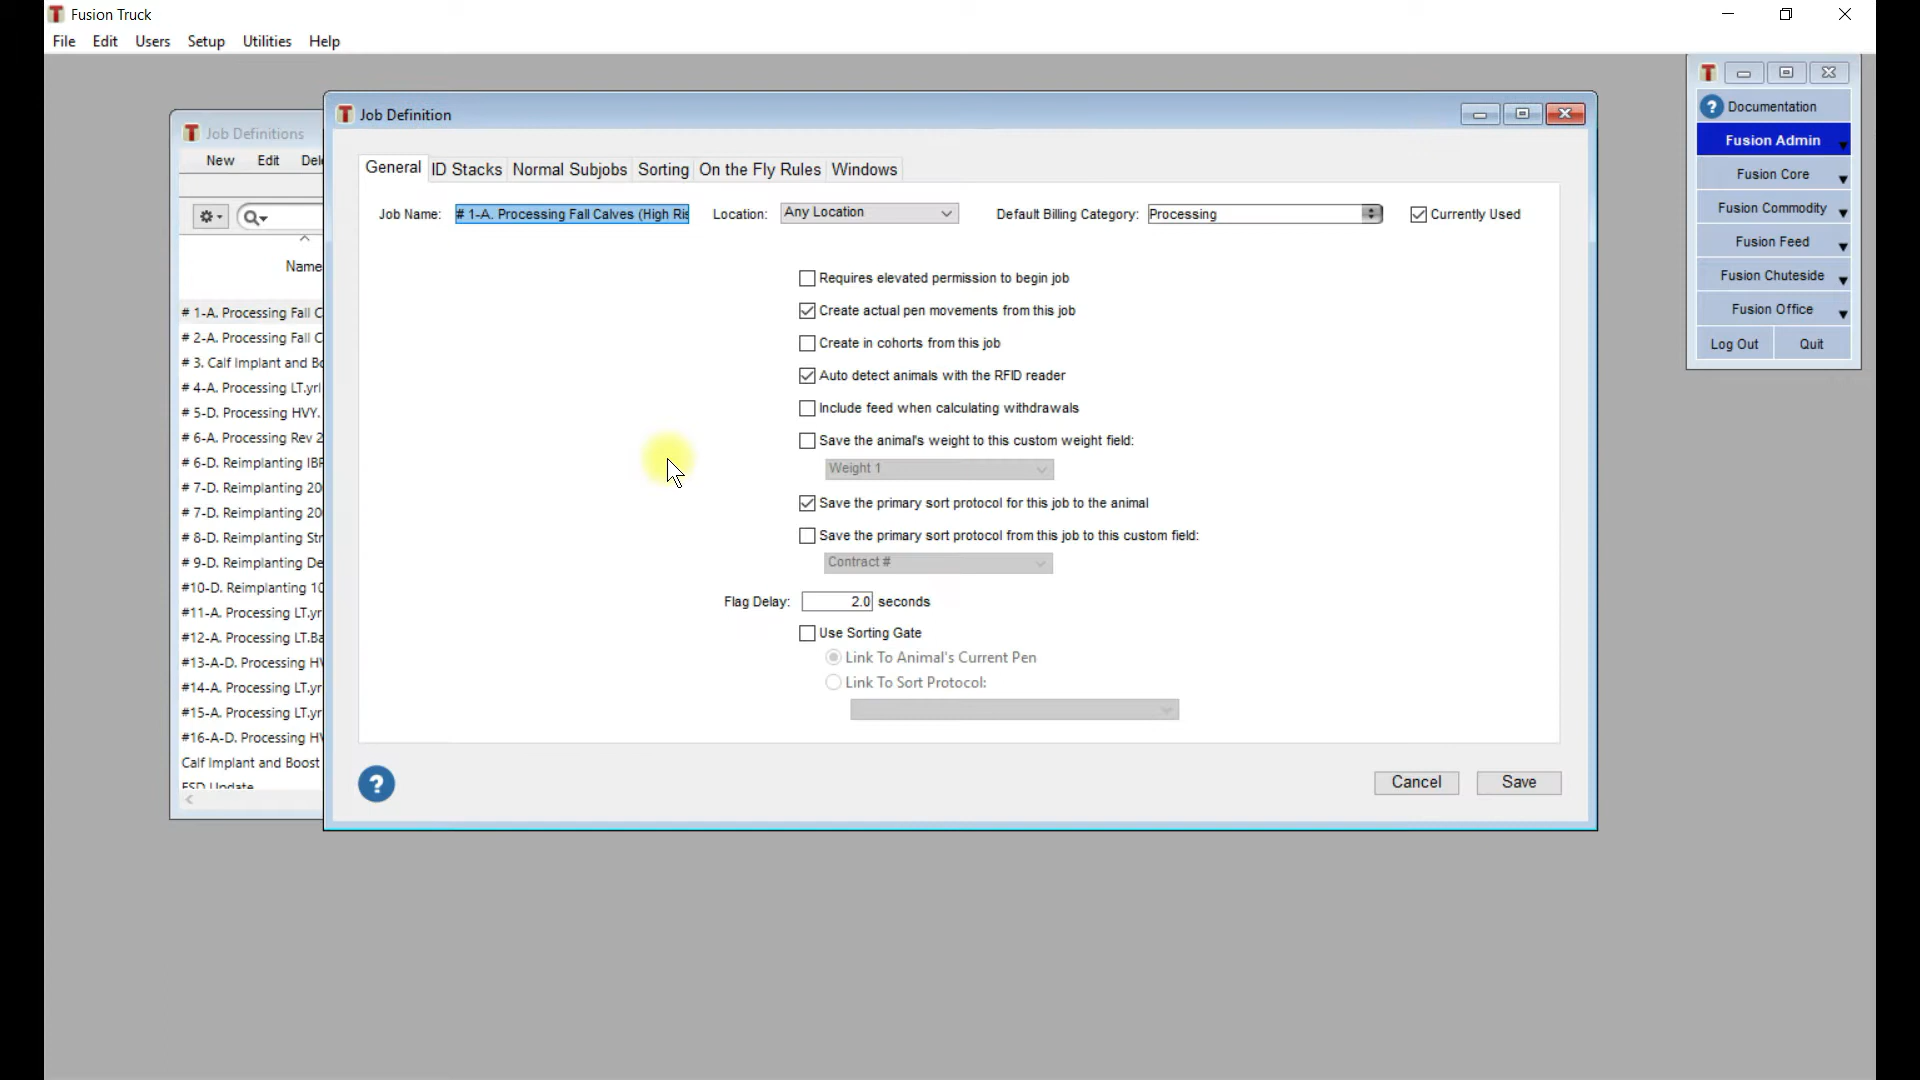 Fusion Truck
File Edit Users Setup Utilities Help
Documentation
Fusion Admin
Fusion Core
Fusion Commodity
Fusion Feed
Fusion Chuteside
Fusion Office
Log Out Quit
Job Definitions
New Edit
Name
# 1-A. Processing Fall C
# 2-A. Processing Fall C
# 3. Calf Implant and Bo
# 4-A. Processing LT.yrl
# 5-D. Processing HVY.
# 6-A. Processing Rev 2
# 6-D. Reimplanting IBR
# 7-D. Reimplanting 20
# 7-D. Reimplanting 20
# 8-D. Reimplanting Str
# 9-D. Reimplanting De
#10-D. Reimplanting 10
#11-A. Processing LT.yr
#12-A. Processing LT.Ba
#13-A-D. Processing HV
#14-A. Processing LT.yr
#15-A. Processing LT.yr
#16-A-D. Processing HV
Calf Implant and Boost
FSD Update
Job Definition
General ID Stacks Normal Subjobs Sorting On the Fly Rules Windows
Job Name: # 1-A. Processing Fall Calves (High Ris Location: Any Location Default Billing Category: Processing Currently Used
Requires elevated permission to begin job
Create actual pen movements from this job
Create in cohorts from this job
Auto detect animals with the RFID reader
Include feed when calculating withdrawals
Save the animal's weight to this custom weight field:
Weight 1
Save the primary sort protocol for this job to the animal
Save the primary sort protocol from this job to this custom field:
Contract #
Flag Delay: 2.0 seconds
Use Sorting Gate
Link To Animal's Current Pen
Link To Sort Protocol:
? Cancel Save